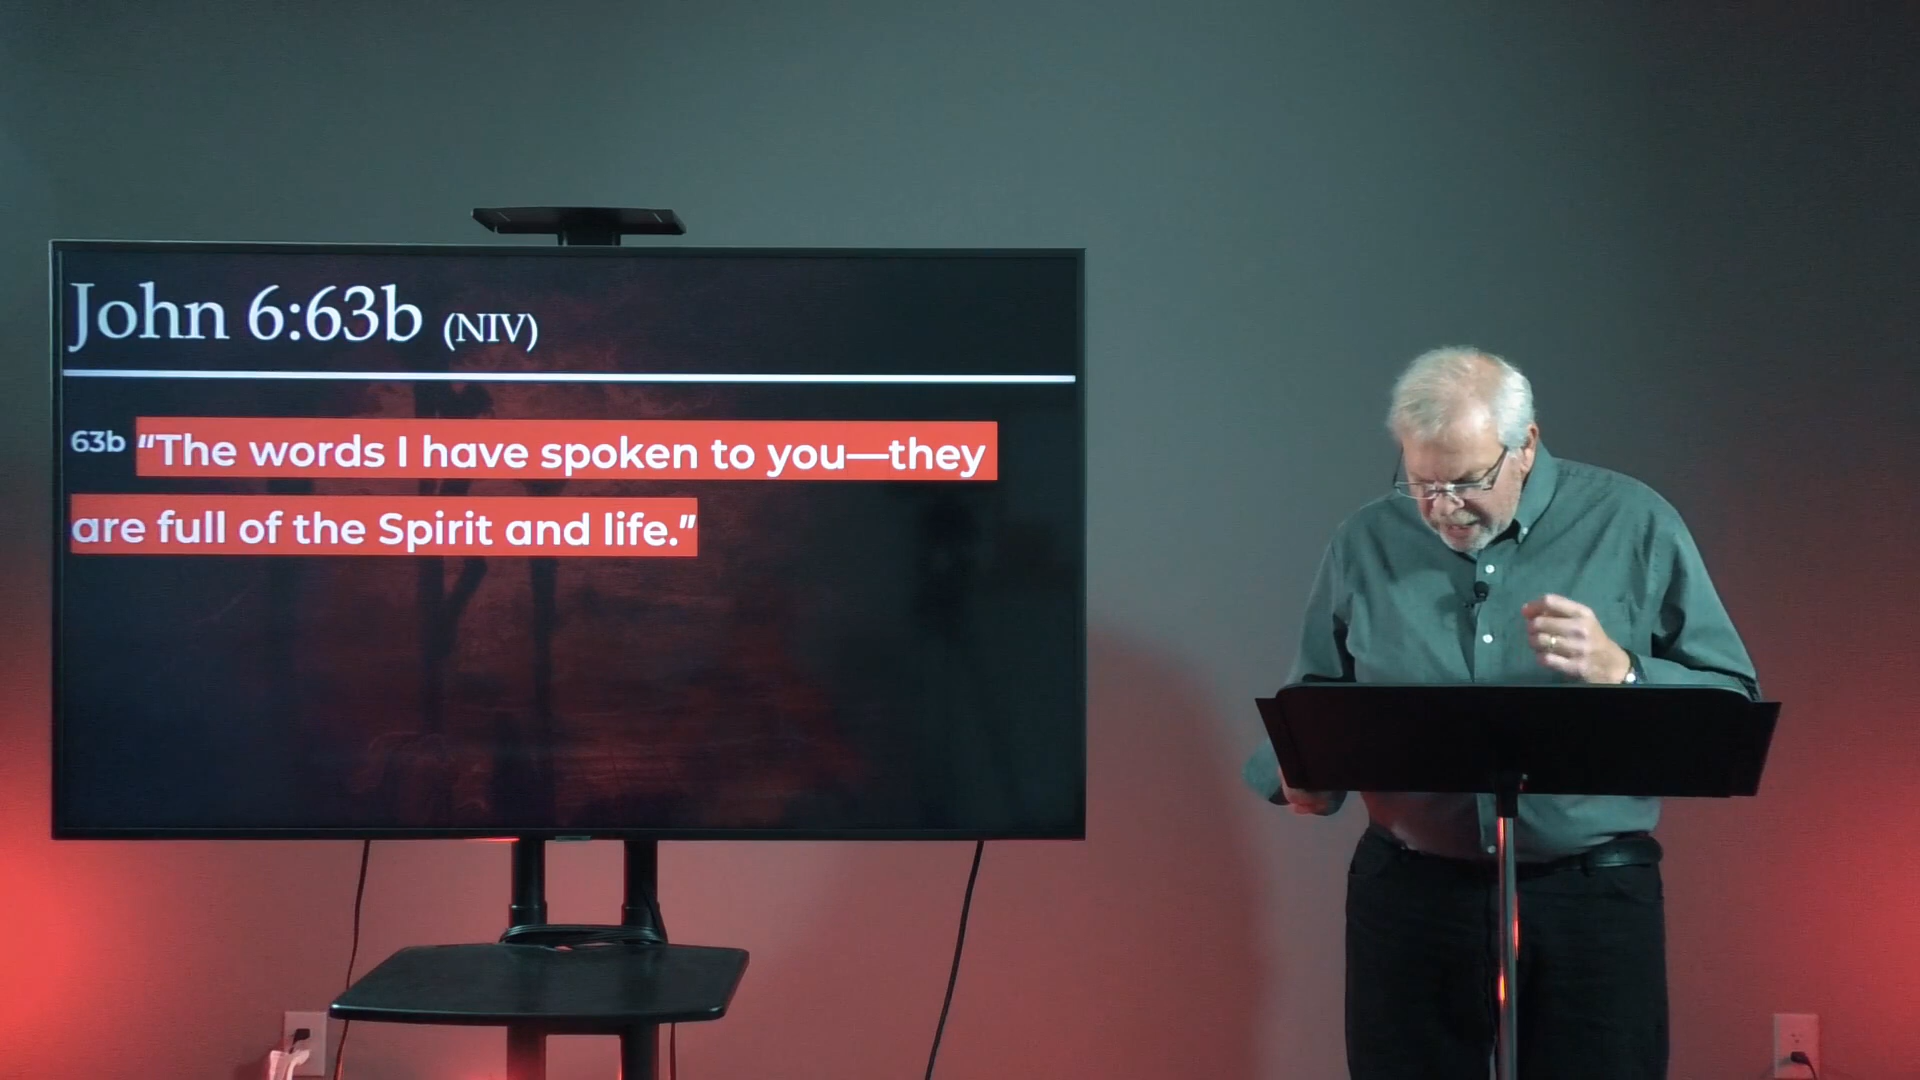 John 6:63b (NIV)
63b “The words I have spoken to you—they
are full of the Spirit and life.”